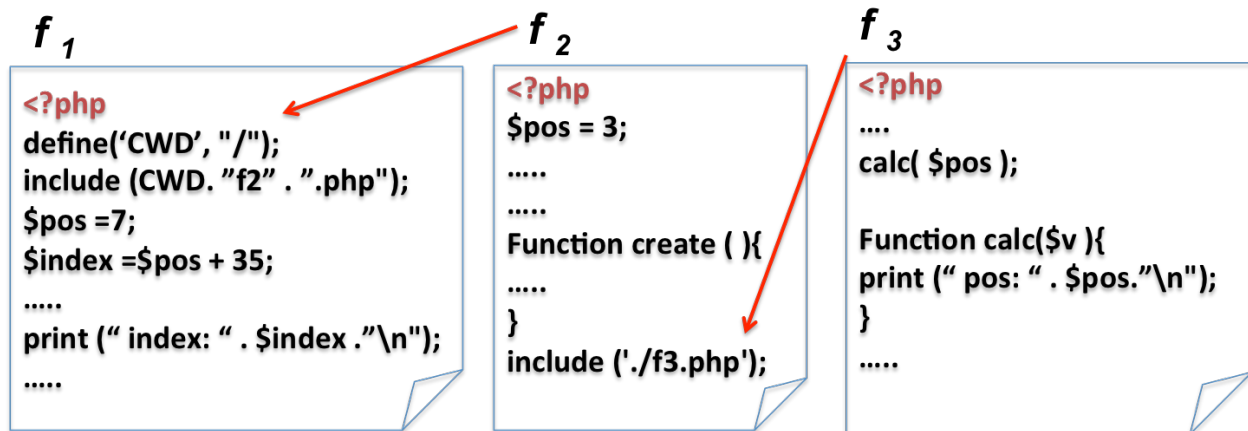 f 1
<?php
define(‘CWD’, "/");
include (CWD. ”f2” . ”.php");
$pos =7;
$index =$pos + 35;
.....
print (“ index: “ . $index .”\n");
.....
f 2
<?php
$pos = 3;
.....
.....
Function create ( ){
.....
}
include ('./f3.php');
f 3
<?php
....
calc( $pos );
Function calc($v ){
print (“ pos: “ . $pos.”\n");
}
.....